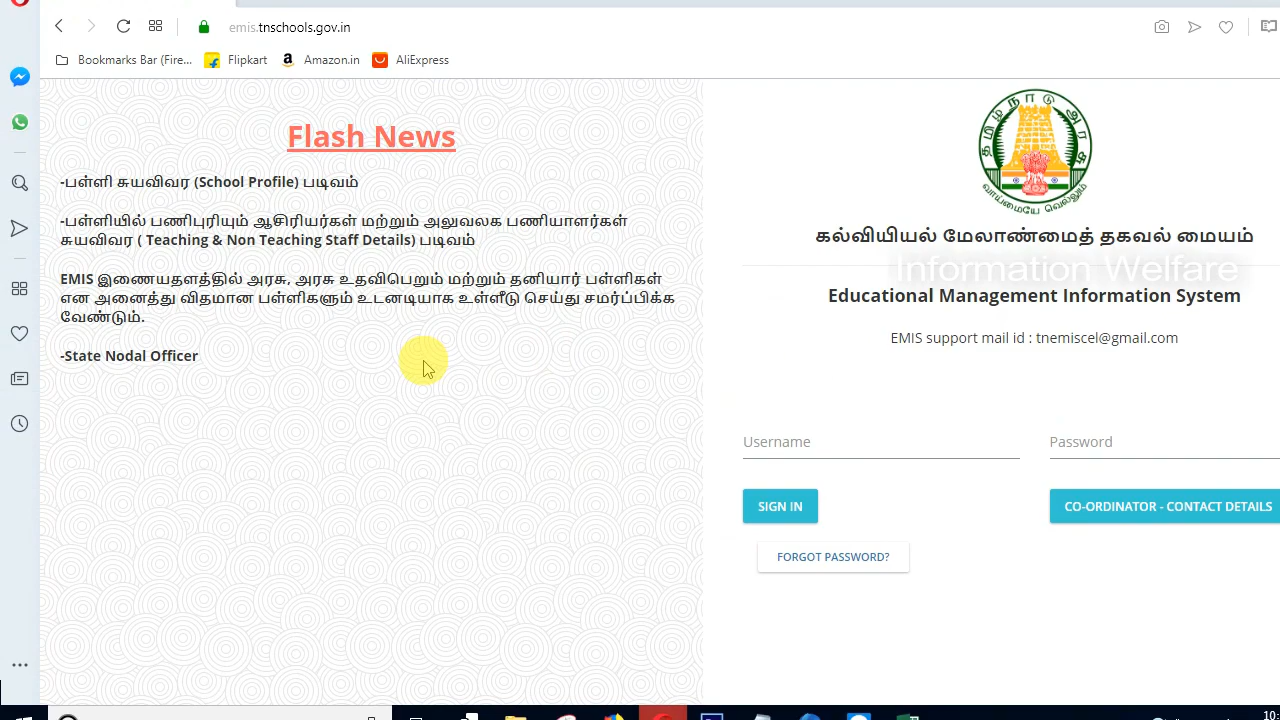 emis.tnschools.gov.in
Bookmarks Bar (Fire...
Flipkart
Amazon.in
AliExpress
Flash News
-பள்ளி சுயவிவர (School Profile) படிவம்
-பள்ளியில் பணிபுரியும் ஆசிரியர்கள் மற்றும் அலுவலக பணியாளர்கள்
சுயவிவர ( Teaching & Non Teaching Staff Details) படிவம்
EMIS இணையதளத்தில் அரசு, அரசு உதவிபெறும் மற்றும் தனியார் பள்ளிகள்
என அனைத்து விதமான பள்ளிகளும் உடனடியாக உள்ளீடு செய்து சமர்ப்பிக்க
வேண்டும்.
-State Nodal Officer
தமிழ்நாடு அரசு
வாய்மையே வெல்லும்
கல்வியியல் மேலாண்மைத் தகவல் மையம்
Information Welfare
Educational Management Information System
EMIS support mail id : tnemiscel@gmail.com
Username
Password
SIGN IN
CO-ORDINATOR - CONTACT DETAILS
FORGOT PASSWORD?